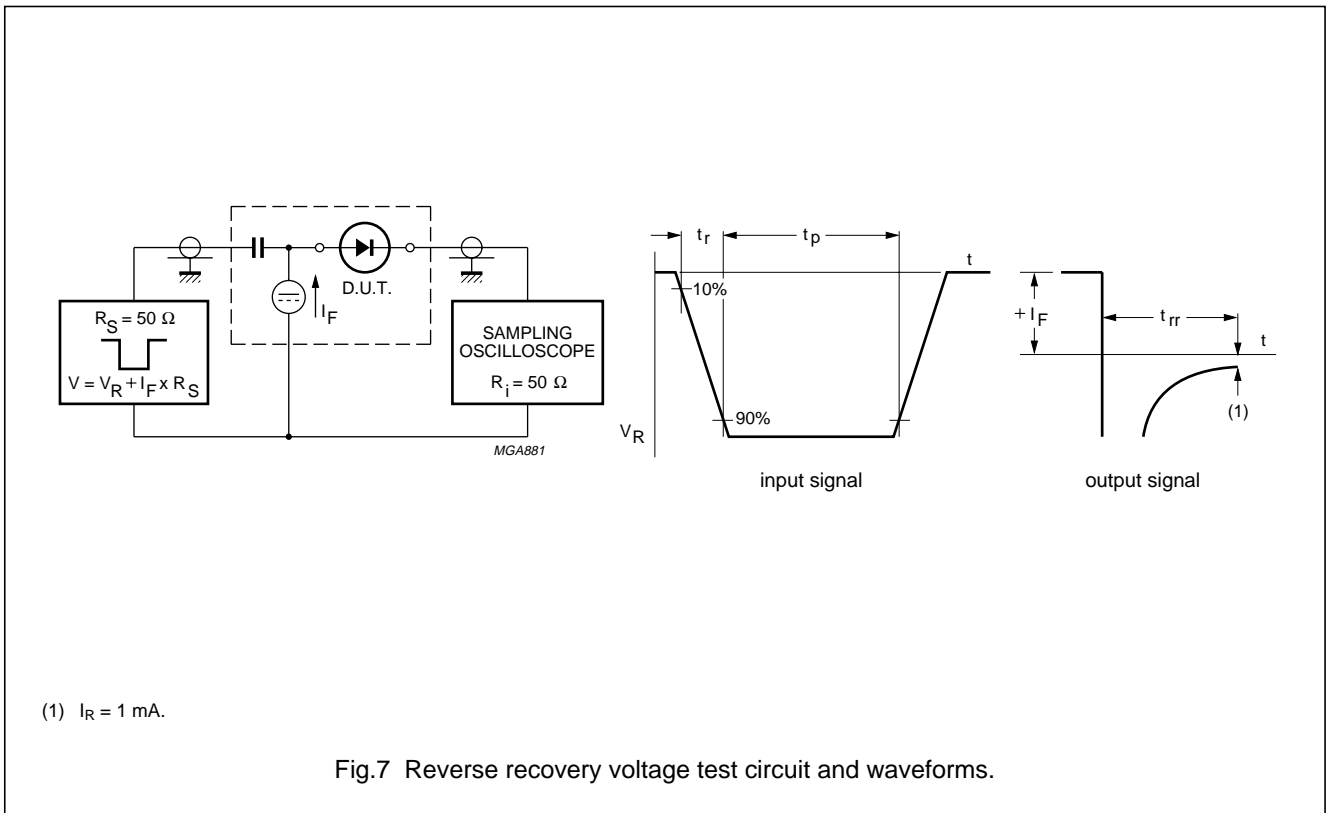 R_S = 50 Ω
V = V_R + I_F x R_S
I_F
D.U.T.
SAMPLING
OSCILLOSCOPE
R_i = 50 Ω
MGA881
t_r
t_p
t
10%
90%
V_R
input signal
+ I_F
t_rr
t
(1)
output signal
(1) I_R = 1 mA.
Fig.7 Reverse recovery voltage test circuit and waveforms.